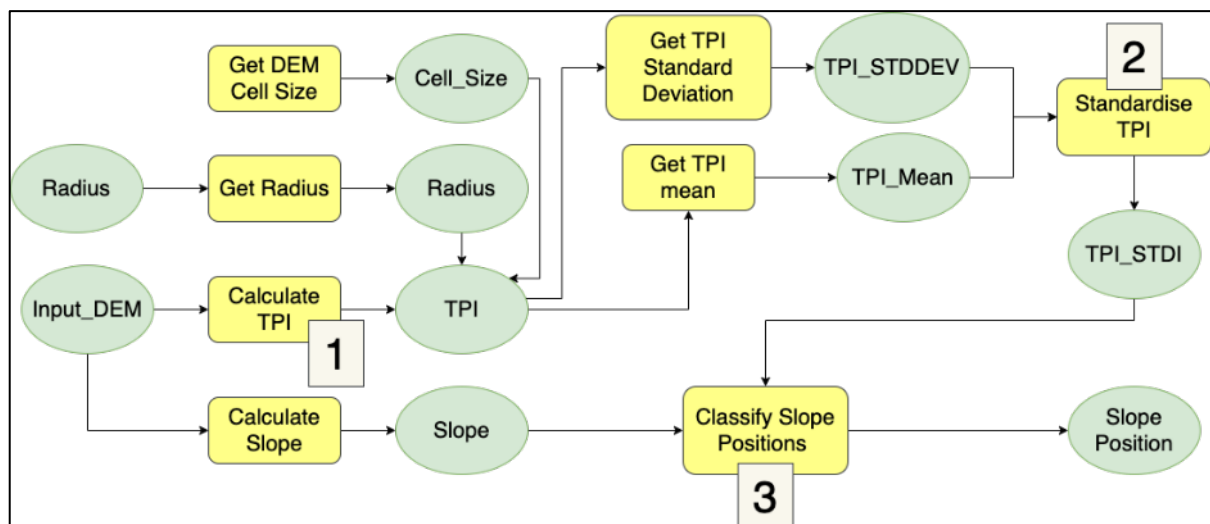 Get DEM
Cell Size
Cell_Size
Get TPI
Standard
Deviation
TPI_STDDEV
2
Standardise
TPI
Radius
Get Radius
Radius
Get TPI
mean
TPI_Mean
TPI_STDI
Input_DEM
Calculate
TPI
1
TPI
Calculate
Slope
Slope
Classify Slope
Positions
3
Slope
Position